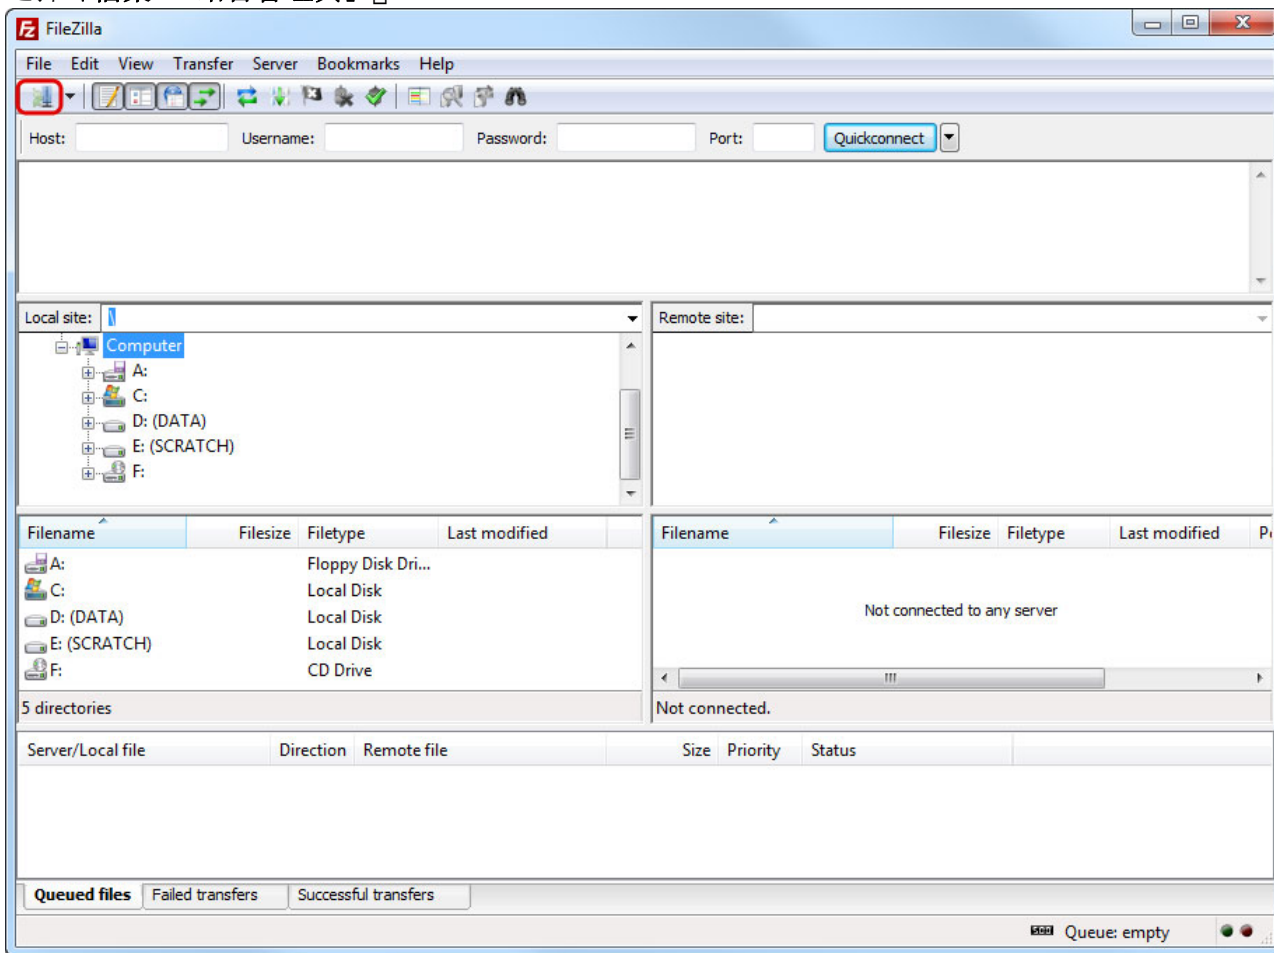 FileZilla
File Edit View Transfer Server Bookmarks Help
Host: Username: Password: Port: Quickconnect
Local site: \ Remote site:
Computer
A:
C:
D: (DATA)
E: (SCRATCH)
F:
Filename Filesize Filetype Last modified
A: Floppy Disk Dri...
C: Local Disk
D: (DATA) Local Disk
E: (SCRATCH) Local Disk
F: CD Drive
5 directories
Filename Filesize Filetype Last modified
Not connected to any server
Not connected.
Server/Local file Direction Remote file Size Priority Status
Queued files Failed transfers Successful transfers
Queue: empty